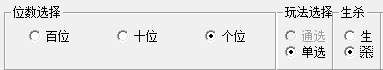 位数选择 玩法选择 生杀
百位 十位 个位 通选 生
单选 杀